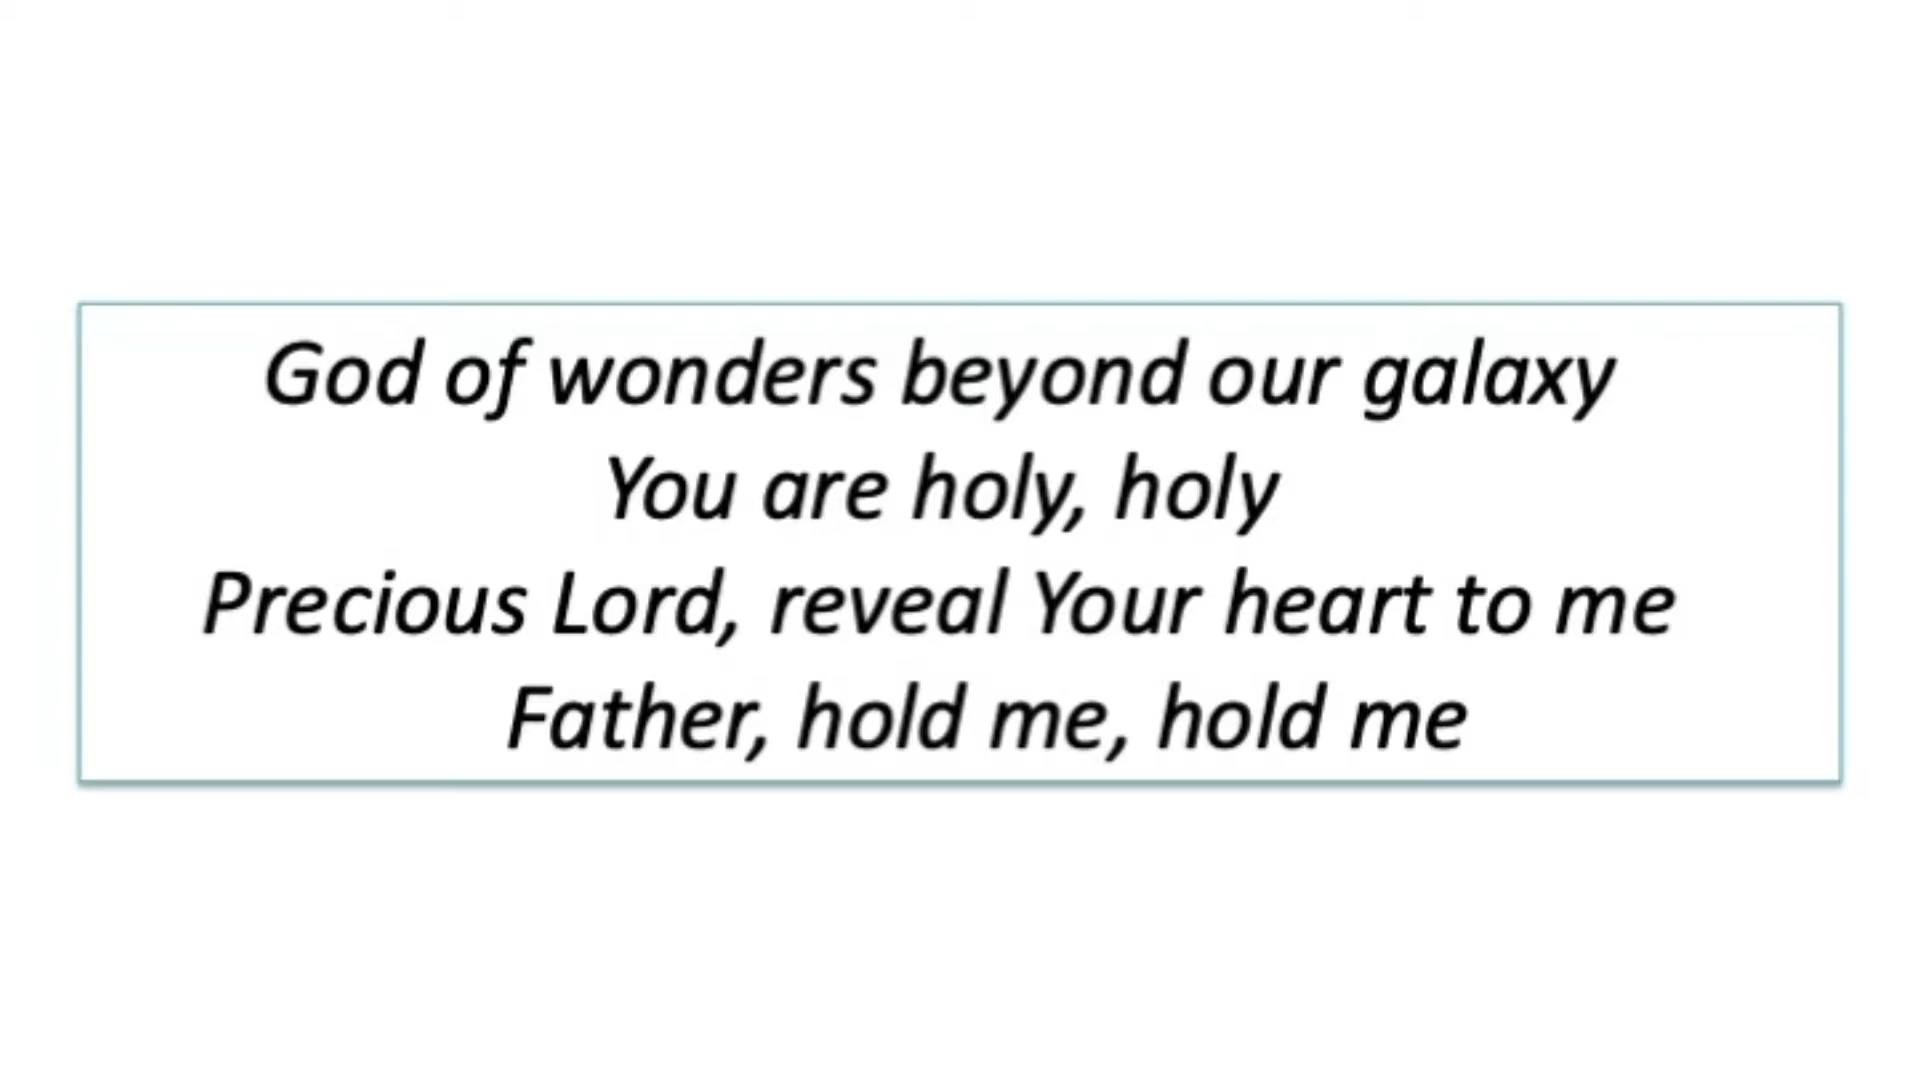 God of wonders beyond our galaxy
You are holy, holy
Precious Lord, reveal Your heart to me
Father, hold me, hold me